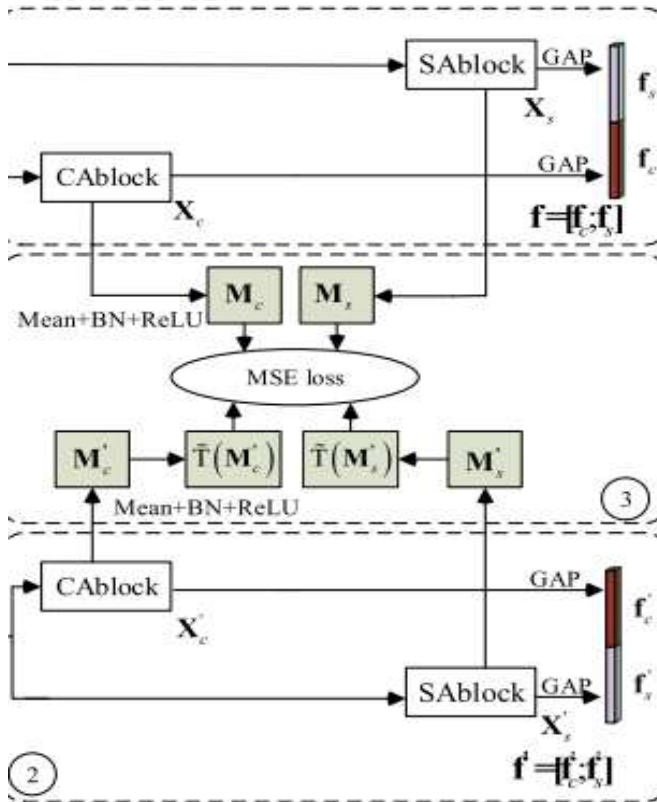 SAblock GAP
f_s
X_s
GAP f_c
CAblock
X_c
f=[f_c;f_s]
M_c M_s
Mean+BN+ReLU
MSE loss
M'_c T̃(M'_c) T̃(M'_s) M'_s
Mean+BN+ReLU
3
CAblock GAP
X'_c f'_c
SAblock GAP f'_s
X'_s
f'=[f'_c;f'_s]
2